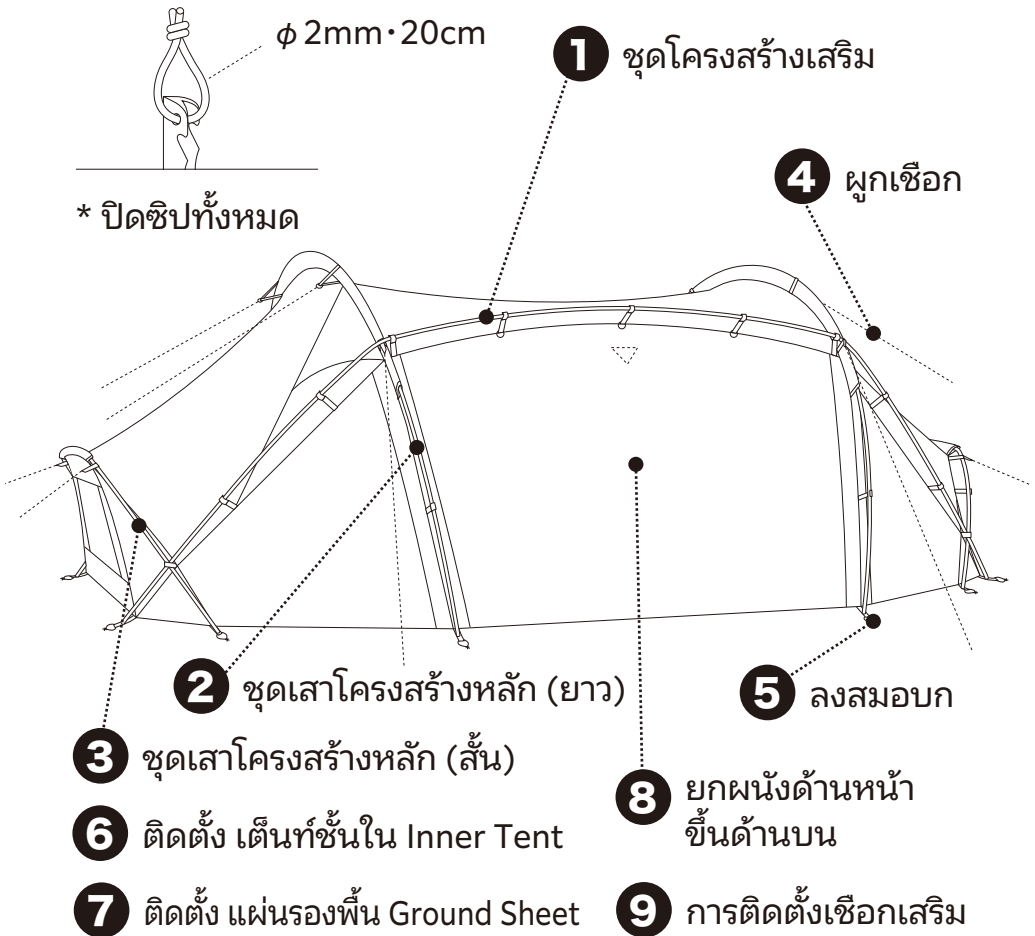 φ 2mm・20cm
1 ชุดโครงสร้างเสริม
4 ผูกเชือก
* ปิดซิปทั้งหมด
2 ชุดเสาโครงสร้างหลัก (ยาว)
5 ลงสมอบก
3 ชุดเสาโครงสร้างหลัก (สั้น)
8 ยกผนังด้านหน้า
ขึ้นด้านบน
6 ติดตั้ง เต็นท์ชั้นใน Inner Tent
7 ติดตั้ง แผ่นรองพื้น Ground Sheet
9 การติดตั้งเชือกเสริม